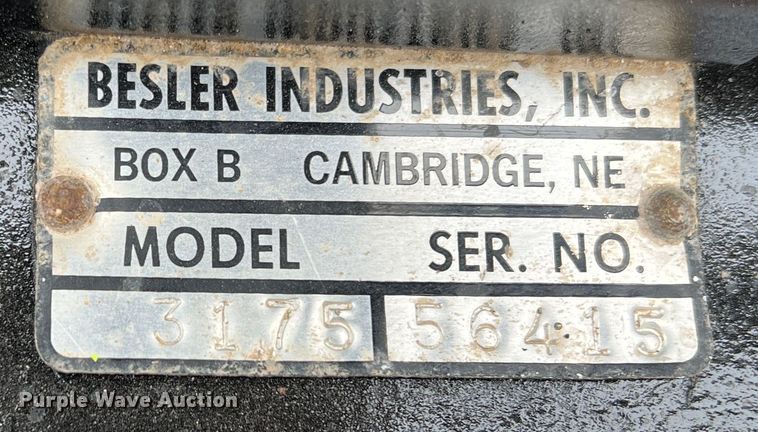 BESLER INDUSTRIES, INC.
BOX B CAMBRIDGE, NE
MODEL SER. NO.
3175 56415
Purple Wave Auction